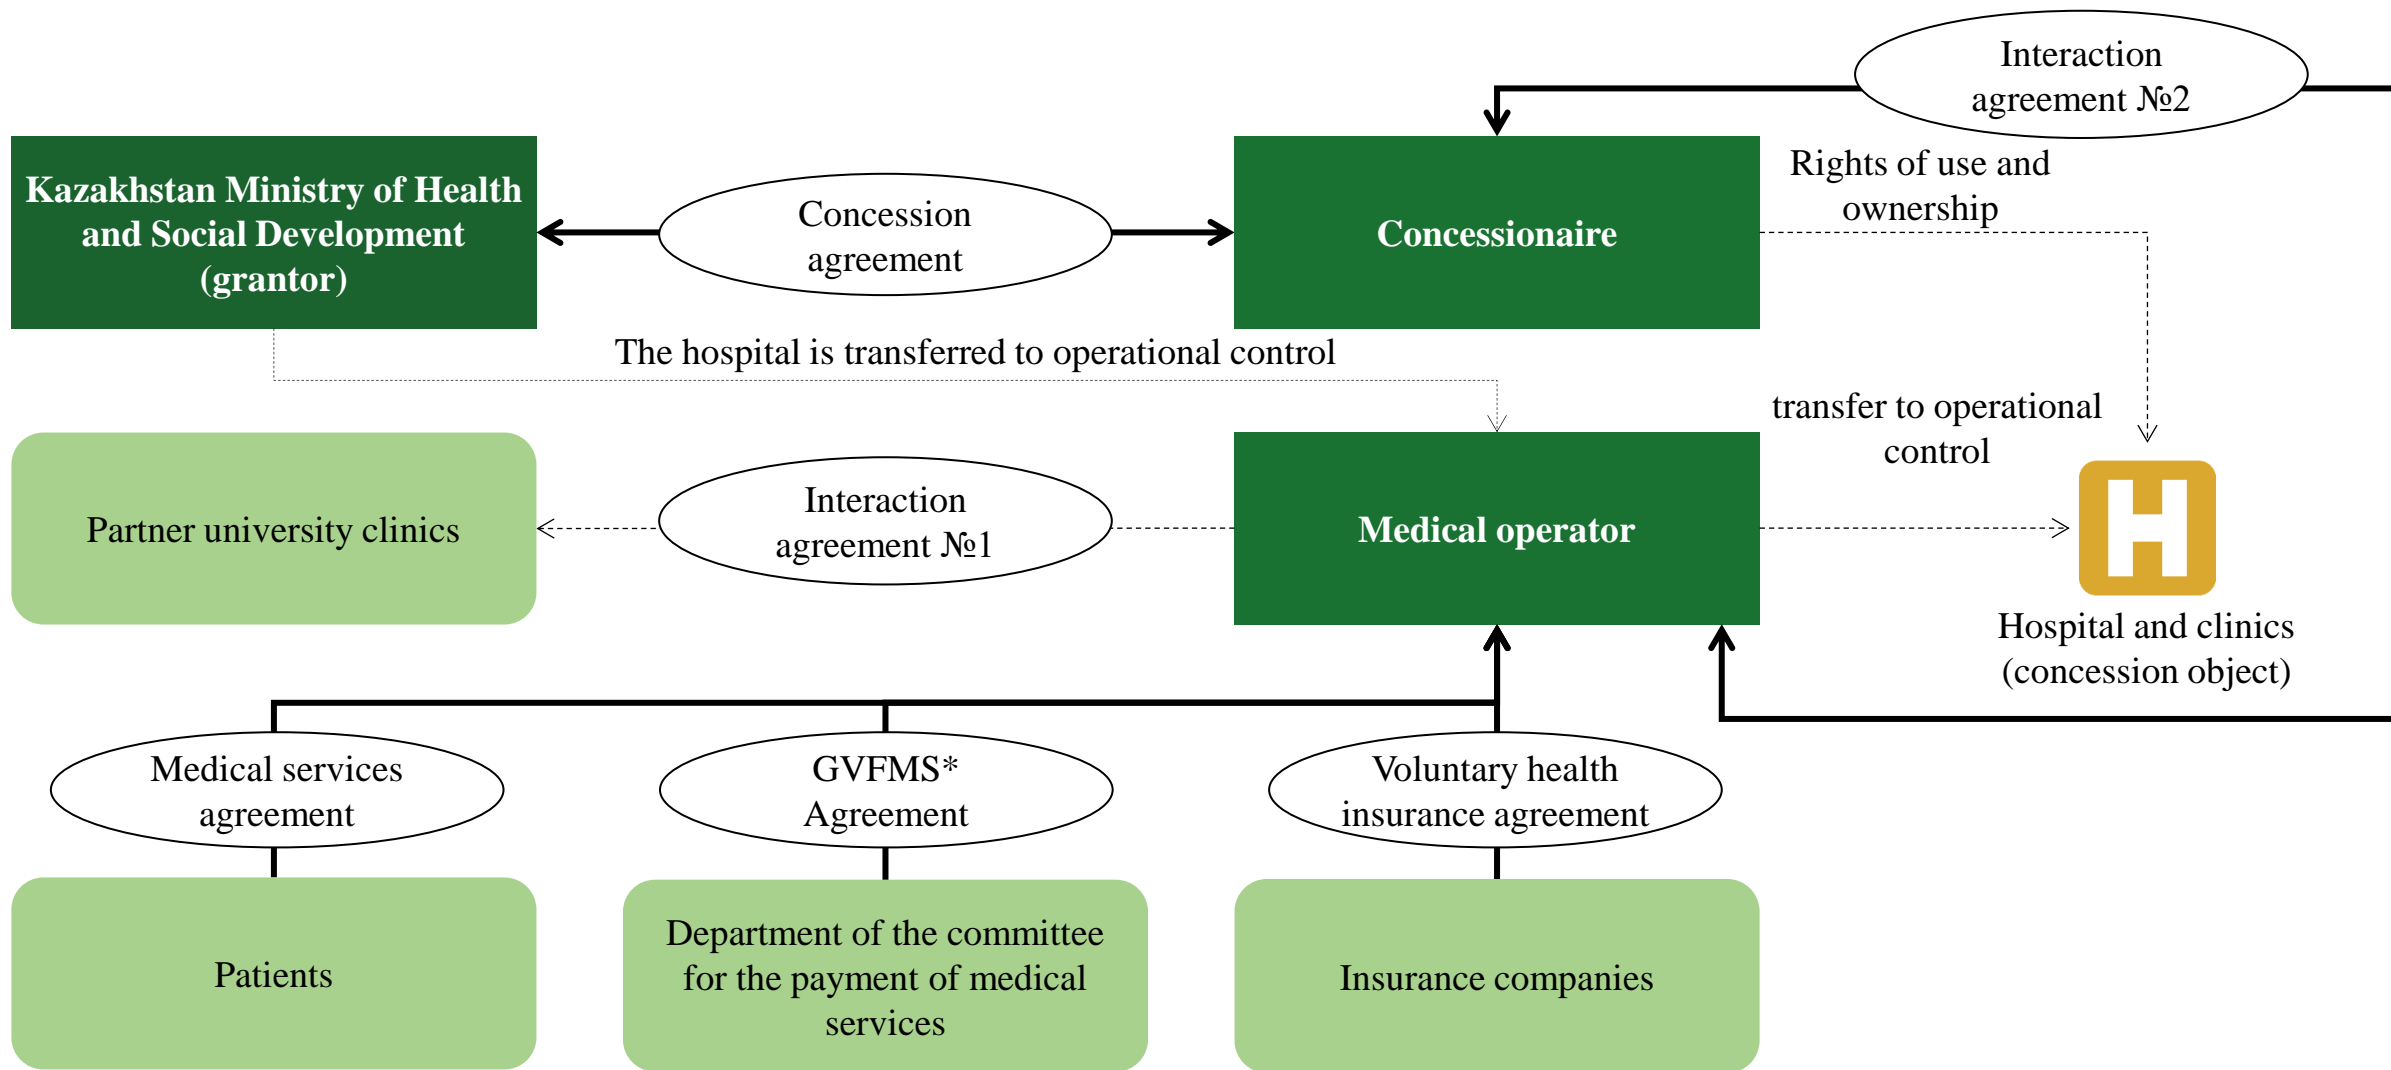 Interaction
agreement №2
Kazakhstan Ministry of Health
and Social Development
(grantor)
Concession
agreement
Concessionaire
Rights of use and
ownership
The hospital is transferred to operational control
transfer to operational
control
Partner university clinics
Interaction
agreement №1
Medical operator
H
Hospital and clinics
(concession object)
Medical services
agreement
GVFMS*
Agreement
Voluntary health
insurance agreement
Patients
Department of the committee
for the payment of medical
services
Insurance companies